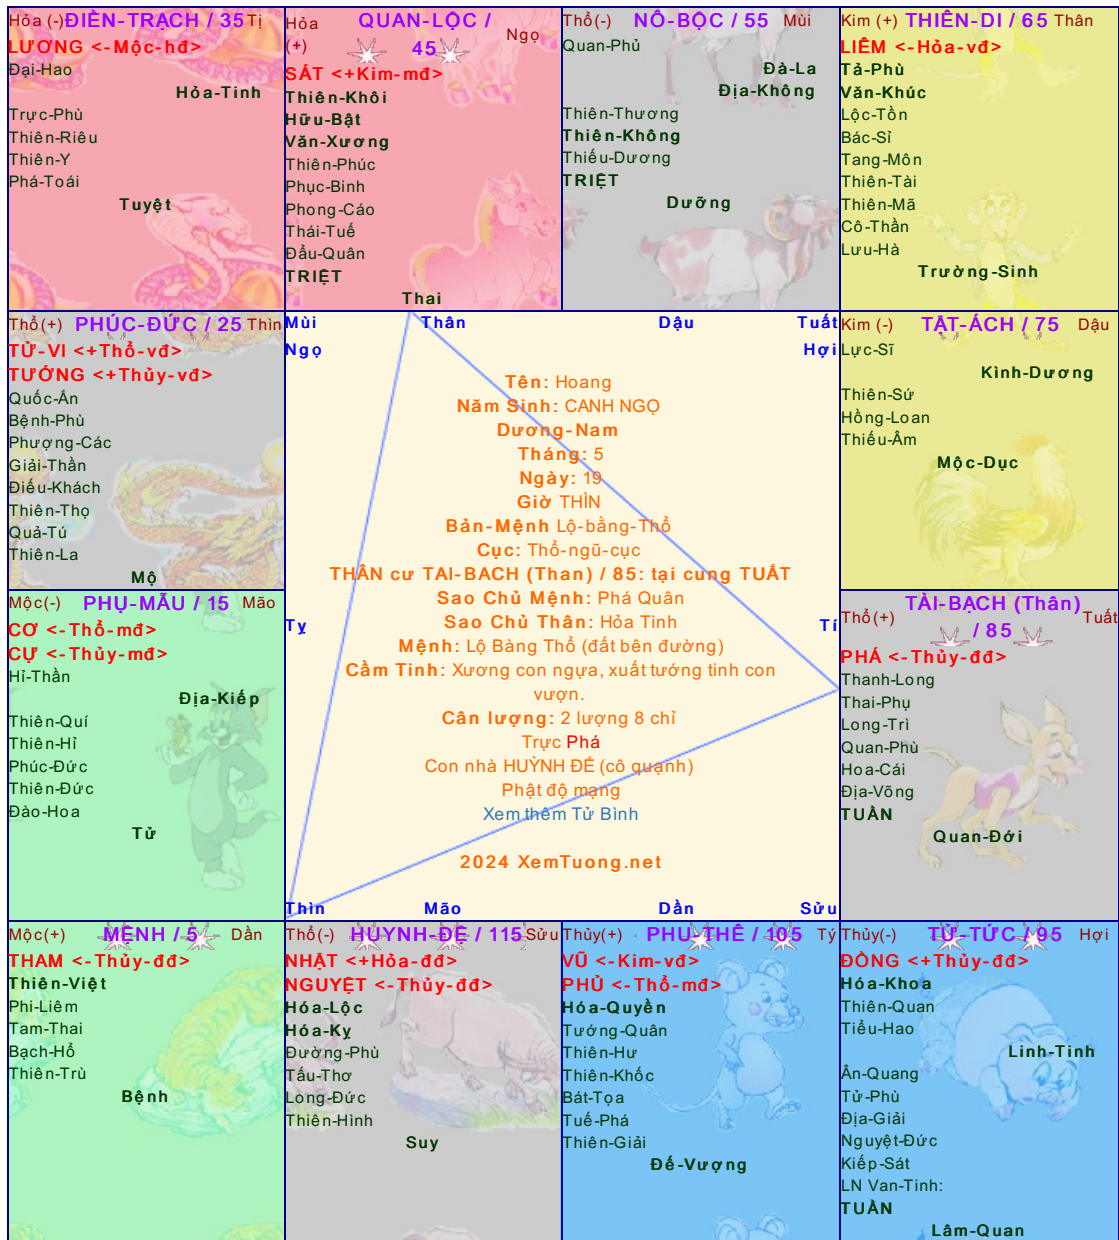 Hỏa (-) ĐIỀN-TRẠCH / 35 Tị
LƯƠNG <-Mộc-hđ>
Đại-Hao
Hỏa-Tinh
Trực-Phù
Thiên-Riêu
Thiên-Y
Phá-Toái
Tuyệt
Hỏa (+) QUAN-LỘC / 45 Ngọ
SÁT <+Kim-mđ>
Thiên-Khôi
Hữu-Bật
Văn-Xương
Thiên-Phúc
Phục-Binh
Phong-Cáo
Thái-Tuế
Đẩu-Quân
TRIỆT
Thai
Thổ(-) NÔ-BỘC / 55 Mùi
Quan-Phủ
Đà-La
Địa-Không
Thiên-Thương
Thiên-Không
Thiếu-Dương
TRIỆT
Dưỡng
Kim (+) THIÊN-DI / 65 Thân
LIÊM <-Hỏa-vđ>
Tả-Phù
Văn-Khúc
Lộc-Tồn
Bác-Sỉ
Tang-Môn
Thiên-Tài
Thiên-Mã
Cô-Thần
Lưu-Hà
Trường-Sinh
Thổ(+) PHÚC-ĐỨC / 25 Thìn
TỬ-VI <+Thổ-vđ>
TƯỚNG <+Thủy-vđ>
Quốc-Ấn
Bệnh-Phù
Phượng-Các
Giải-Thần
Điếu-Khách
Thiên-Thọ
Quả-Tú
Thiên-La
Mộ
Mùi Thân Dậu Tuất
Ngọ Hợi
Tên: Hoang
Năm Sinh: CANH NGỌ
Dương-Nam
Tháng: 5
Ngày: 19
Giờ THÌN
Bản-Mệnh Lộ-bằng-Thổ
Cục: Thổ-ngũ-cục
THÂN cư TAI-BACH (Than) / 85: tại cung TUẤT
Sao Chủ Mệnh: Phá Quân
Sao Chủ Thân: Hỏa Tinh
Tỵ Tí
Mệnh: Lộ Bàng Thổ (đất bên đường)
Cầm Tinh: Xương con ngựa, xuất tướng tinh con
vượn.
Cân lượng: 2 lượng 8 chỉ
Trực Phá
Con nhà HUỲNH ĐẾ (cô quạnh)
Phật độ mạng
Xem thêm Tử Bình
2024 XemTuong.net
Thìn Mão Dần Sửu
Kim (-) TẬT-ÁCH / 75 Dậu
Lực-Sĩ
Kình-Dương
Thiên-Sứ
Hồng-Loan
Thiếu-Âm
Mộc-Dục
Mộc(-) PHỤ-MẪU / 15 Mão
CƠ <-Thổ-mđ>
CỰ <-Thủy-mđ>
Hỉ-Thần
Địa-Kiếp
Thiên-Quí
Thiên-Hỉ
Phúc-Đức
Thiên-Đức
Đào-Hoa
Tử
Thổ(+) TÀI-BẠCH (Thân) / 85 Tuất
PHÁ <-Thủy-đđ>
Thanh-Long
Thai-Phụ
Long-Trì
Quan-Phù
Hoa-Cái
Địa-Võng
TUẦN
Quan-Đới
Mộc(+) MỆNH / 5 Dần
THAM <-Thủy-đđ>
Thiên-Việt
Phi-Liêm
Tam-Thai
Bạch-Hổ
Thiên-Trù
Bệnh
Thổ(-) HUYNH-ĐỆ / 115 Sửu
NHẬT <+Hỏa-đđ>
NGUYỆT <-Thủy-đđ>
Hóa-Lộc
Hóa-Kỵ
Đường-Phù
Tấu-Thơ
Long-Đức
Thiên-Hình
Suy
Thủy(+) PHU-THÊ / 105 Tý
VŨ <-Kim-vđ>
PHỦ <-Thổ-mđ>
Hóa-Quyền
Tướng-Quân
Thiên-Hư
Thiên-Khốc
Bát-Tọa
Tuế-Phá
Thiên-Giải
Đế-Vượng
Thủy(-) TỬ-TỨC / 95 Hợi
ĐỒNG <+Thủy-đđ>
Hóa-Khoa
Thiên-Quan
Tiểu-Hao
Linh-Tinh
Ân-Quang
Tử-Phù
Địa-Giải
Nguyệt-Đức
Kiếp-Sát
LN Van-Tinh:
TUẦN
Lâm-Quan